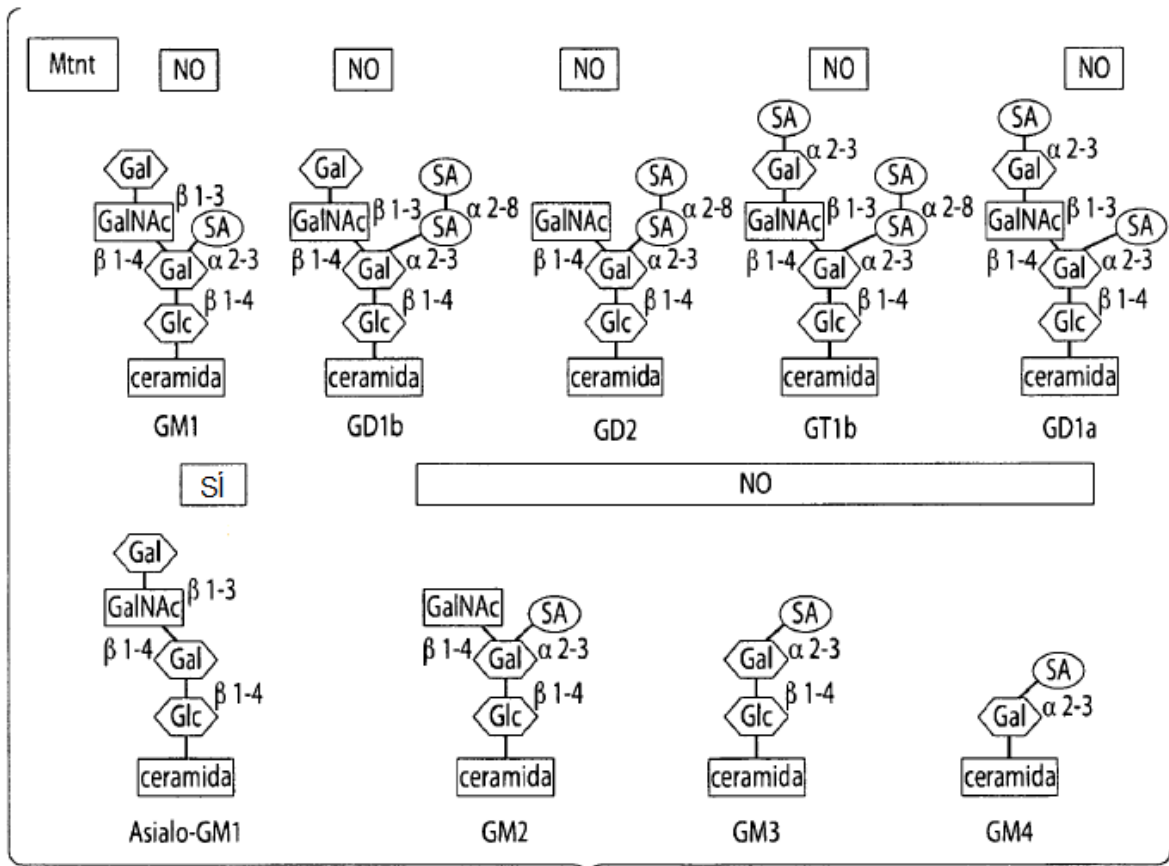 Mtnt NO NO NO NO NO
SA SA
Gal Gal SA SA Gal α 2-3 SA Gal α 2-3
GalNAc β 1-3 SA GalNAc β 1-3 SA α 2-8 GalNAc SA α 2-8 GalNAc β 1-3 SA α 2-8 GalNAc β 1-3 SA
β 1-4 Gal α 2-3 β 1-4 Gal α 2-3 β 1-4 Gal α 2-3 β 1-4 Gal α 2-3 β 1-4 Gal α 2-3
Glc β 1-4 Glc β 1-4 Glc β 1-4 Glc β 1-4 Glc β 1-4
ceramida ceramida ceramida ceramida ceramida
GM1 GD1b GD2 GT1b GD1a
SÍ NO
Gal
GalNAc β 1-3 GalNAc SA SA
β 1-4 Gal β 1-4 Gal α 2-3 Gal α 2-3 SA
Glc β 1-4 Glc β 1-4 Glc β 1-4 Gal α 2-3
ceramida ceramida ceramida ceramida
Asialo-GM1 GM2 GM3 GM4